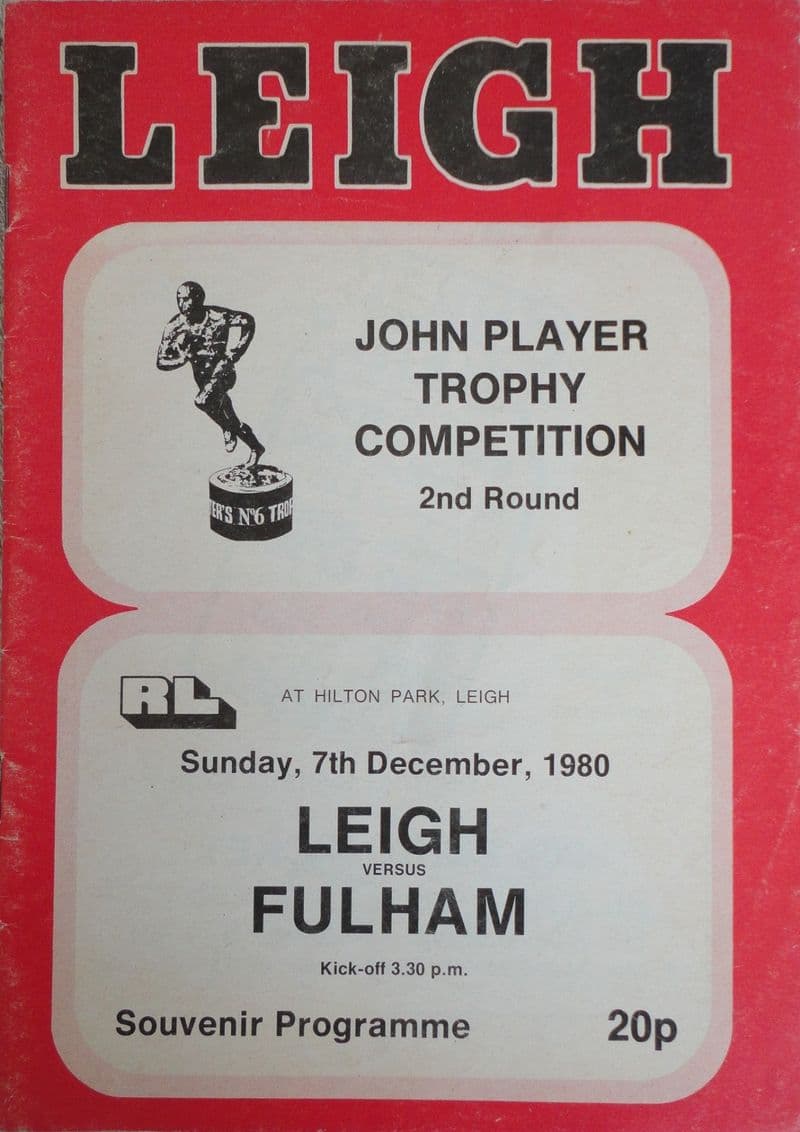 LEIGH
JOHN PLAYER
TROPHY
COMPETITION
2nd Round
ER'S Nº6 TROP
RL
AT HILTON PARK, LEIGH
Sunday, 7th December, 1980
LEIGH
VERSUS
FULHAM
Kick-off 3.30 p.m.
Souvenir Programme 20p